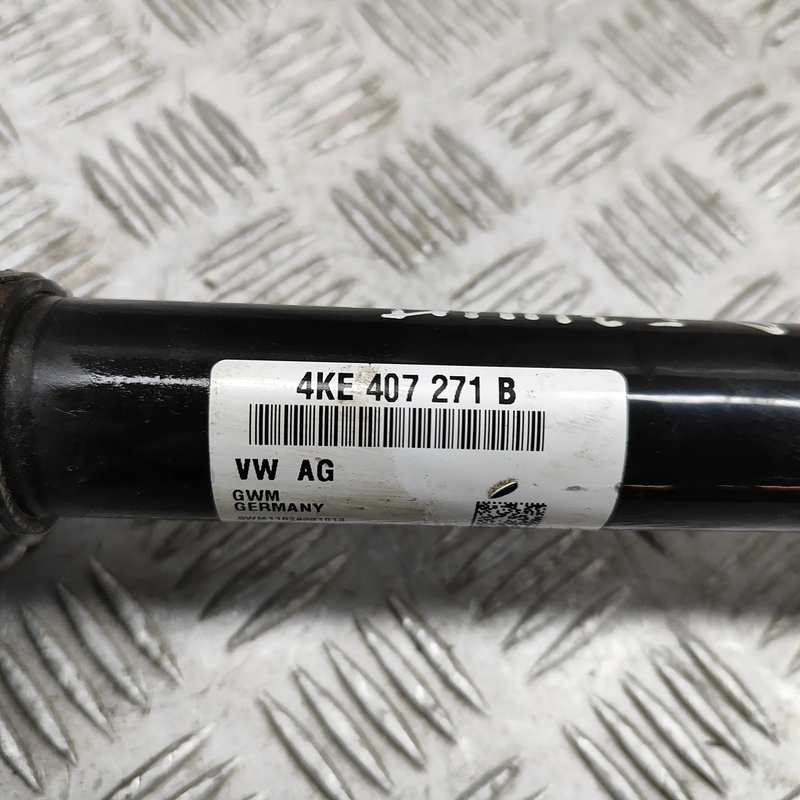 4KE 407 271 B
VW AG
GWM
GERMANY